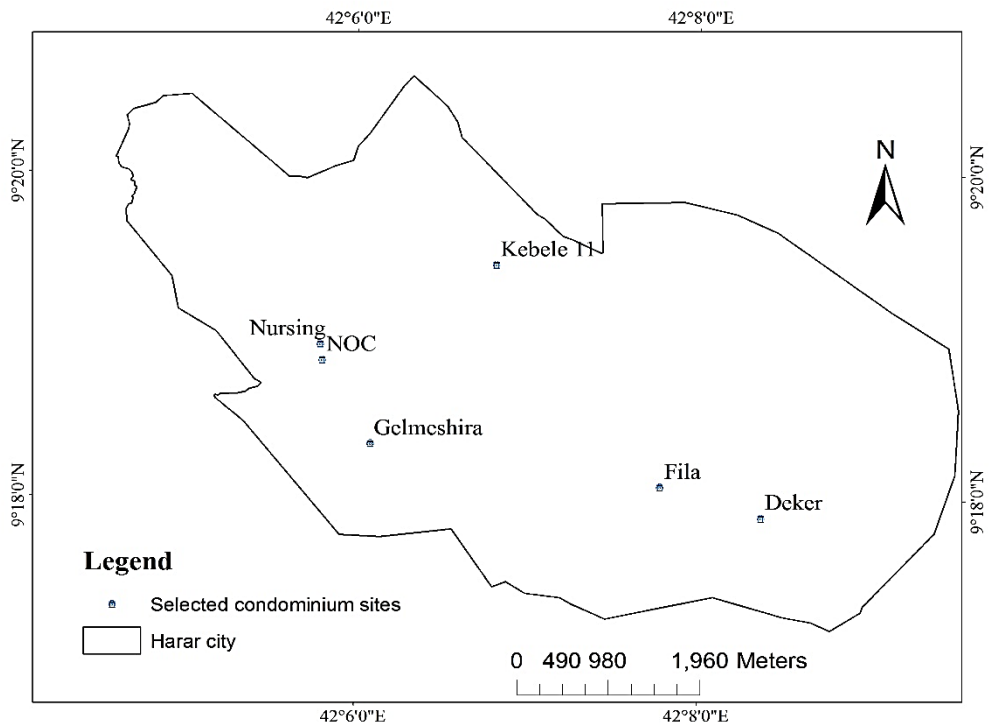 42°6'0"E
42°8'0"E
N
9°20'0"N
9°20'0"N
Kebele 11
Nursing
NOC
Gelmeshira
Fila
Deker
9°18'0"N
9°18'0"N
Legend
Selected condominium sites
Harar city
0 490 980 1,960 Meters
42°6'0"E
42°8'0"E